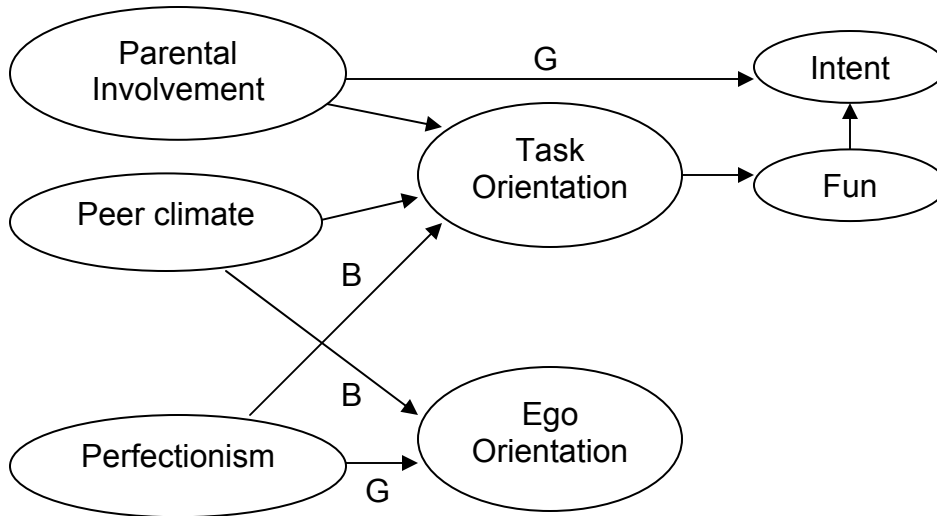 Parental
Involvement
G
Intent
Task
Orientation
Fun
Peer climate
B
B
Ego
Orientation
Perfectionism
G